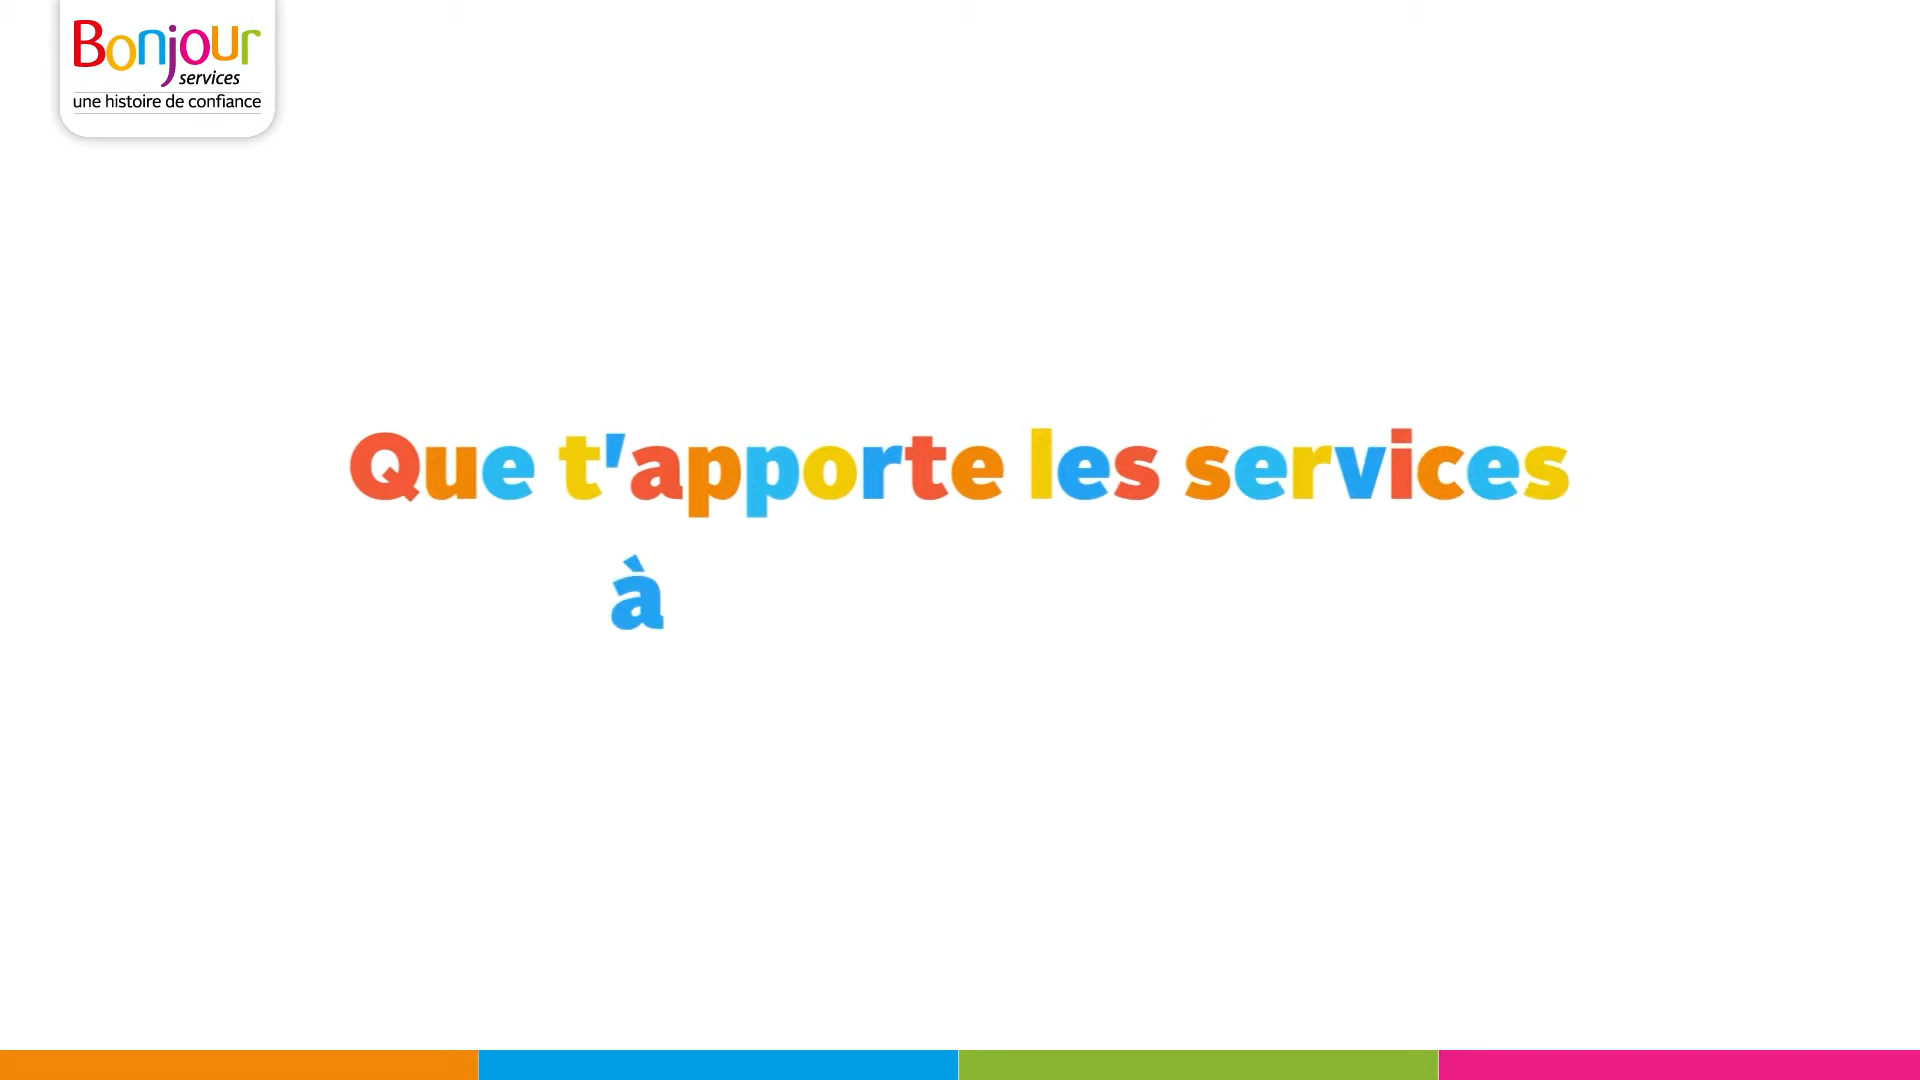 Bonjour
services
une histoire de confiance
Que t'apporte les services
à